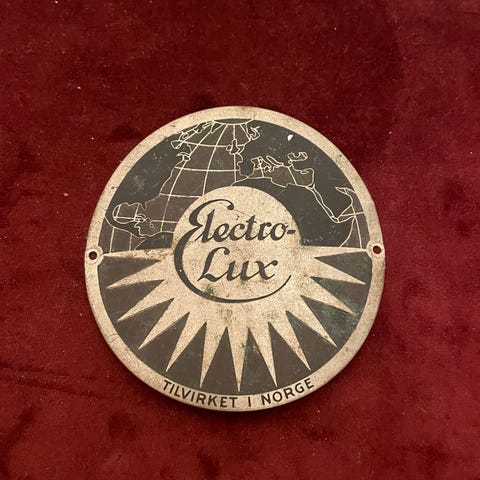 Electro-
Lux
TILVIRKET I NORGE